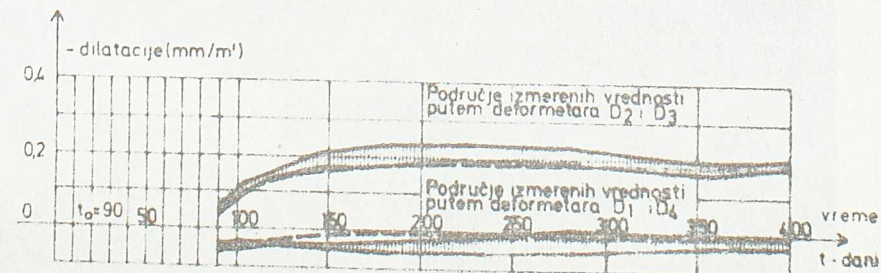 - dilatacije (mm/m')
0,4
Područje izmerenih vrednosti
putem deformetara D₂ i D₃
0,2
Područje izmerenih vrednosti
putem deformetara D₁ i D₄
0 t₀=90 50 100 150 200 250 300 350 400 vreme
t - dani